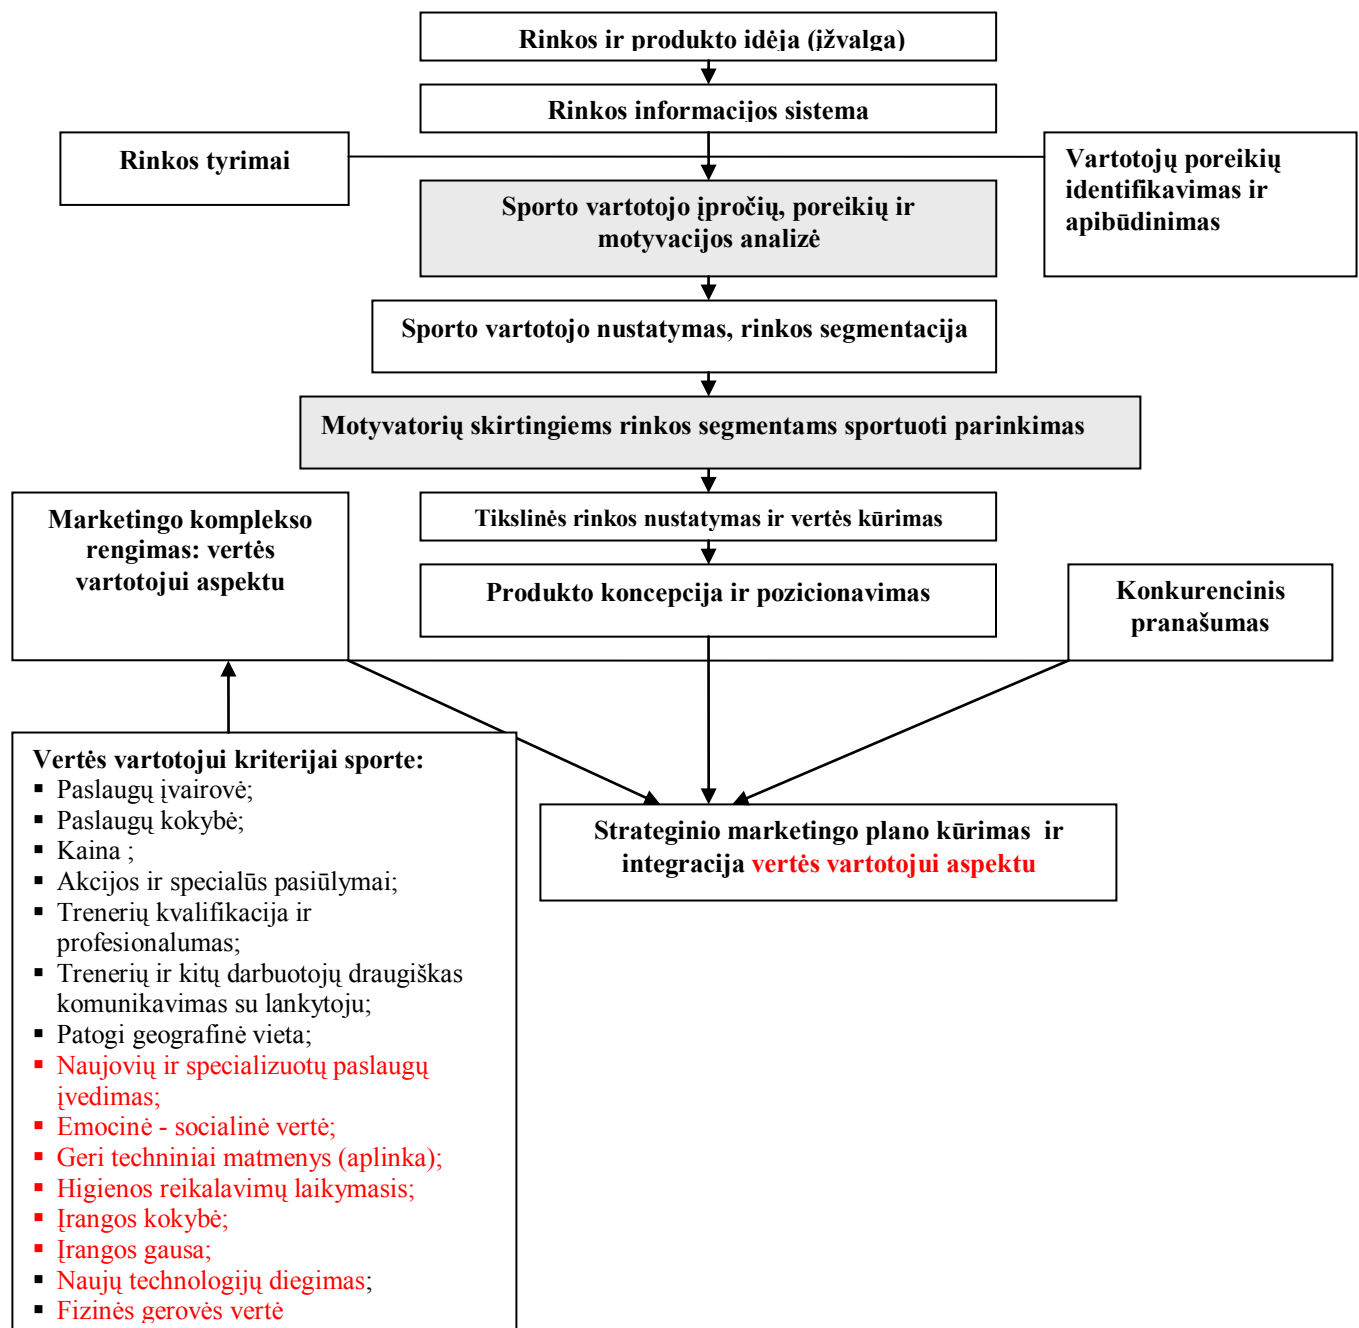 Rinkos ir produkto idėja (įžvalga)
Rinkos informacijos sistema
Rinkos tyrimai
Vartotojų poreikių
identifikavimas ir
apibūdinimas
Sporto vartotojo įpročių, poreikių ir
motyvacijos analizė
Sporto vartotojo nustatymas, rinkos segmentacija
Motyvatorių skirtingiems rinkos segmentams sportuoti parinkimas
Marketingo komplekso
rengimas: vertės
vartotojui aspektu
Tikslinės rinkos nustatymas ir vertės kūrimas
Produkto koncepcija ir pozicionavimas
Konkurencinis
pranašumas
Vertės vartotojui kriterijai sporte:
▪ Paslaugų įvairovė;
▪ Paslaugų kokybė;
▪ Kaina ;
▪ Akcijos ir specialūs pasiūlymai;
▪ Trenerių kvalifikacija ir
profesionalumas;
▪ Trenerių ir kitų darbuotojų draugiškas
komunikavimas su lankytoju;
▪ Patogi geografinė vieta;
▪ Naujovių ir specializuotų paslaugų
įvedimas;
▪ Emocinė - socialinė vertė;
▪ Geri techniniai matmenys (aplinka);
▪ Higienos reikalavimų laikymasis;
▪ Įrangos kokybė;
▪ Įrangos gausa;
▪ Naujų technologijų diegimas;
▪ Fizinės gerovės vertė
Strateginio marketingo plano kūrimas  ir
integracija vertės vartotojui aspektu